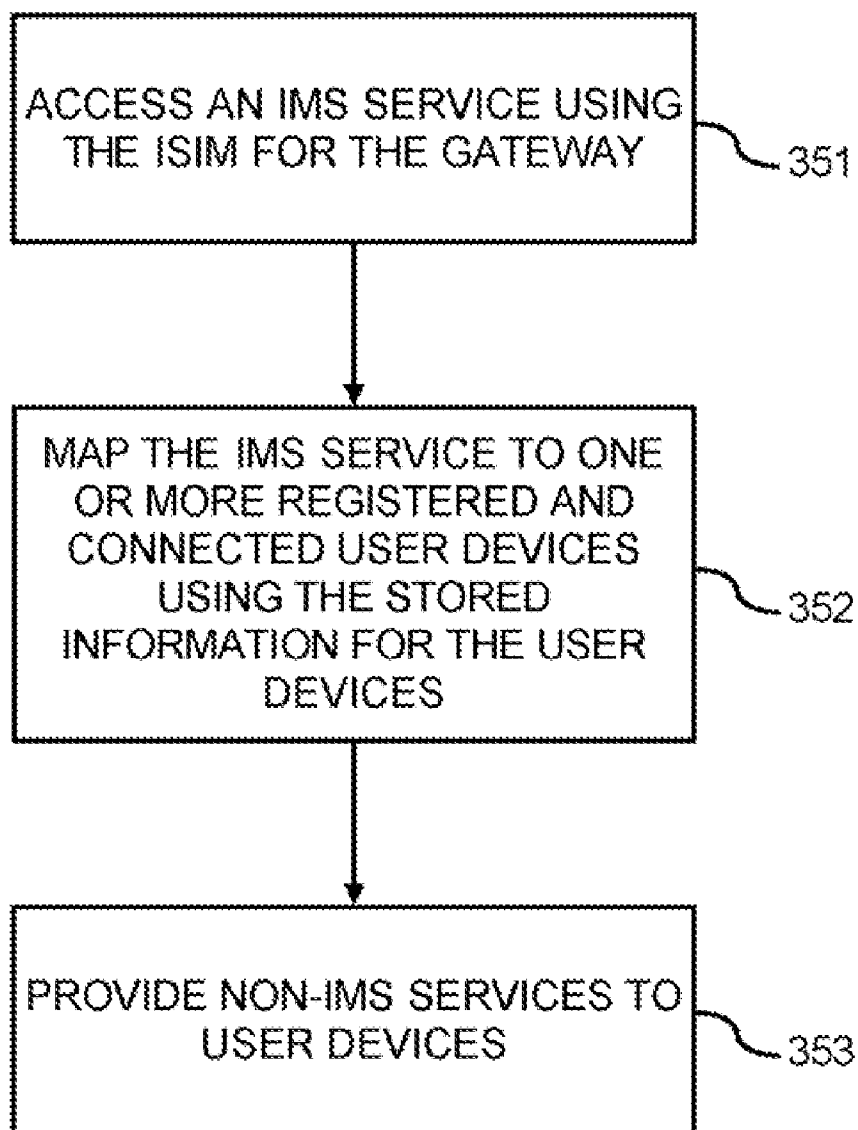 ACCESS AN IMS SERVICE USING
THE ISIM FOR THE GATEWAY
351
MAP THE IMS SERVICE TO ONE
OR MORE REGISTERED AND
CONNECTED USER DEVICES
USING THE STORED
INFORMATION FOR THE USER
DEVICES
352
PROVIDE NON-IMS SERVICES TO
USER DEVICES
353